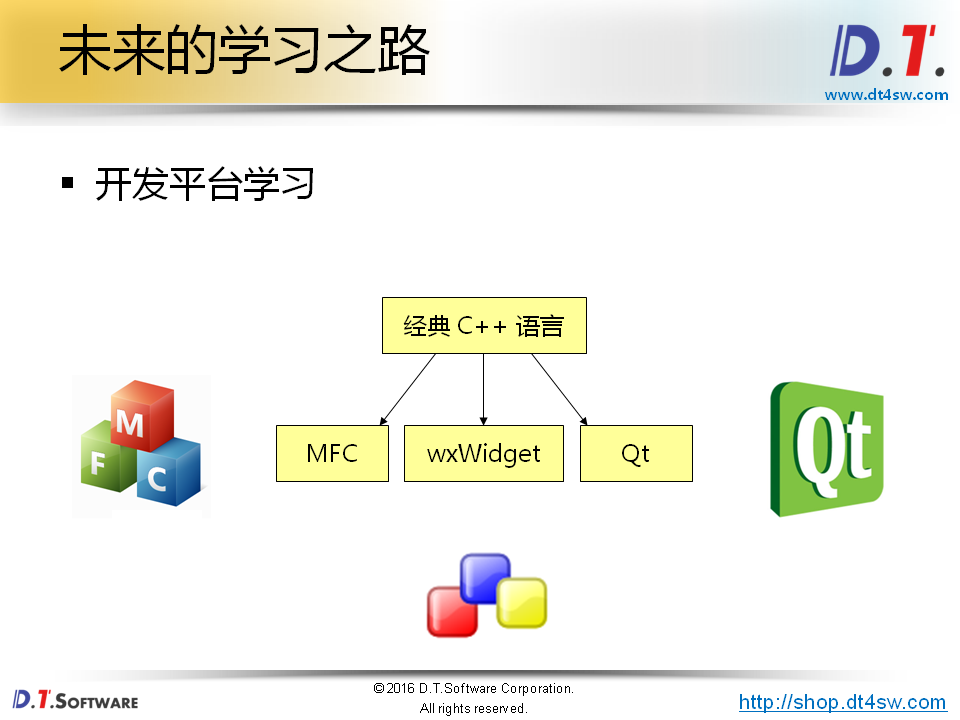 未来的学习之路
D.T.
www.dt4sw.com
▪ 开发平台学习
经典 C++ 语言
MFC
wxWidget
Qt
M
F
C
Qt
D.T.SOFTWARE
©2016 D.T.Software Corporation.
All rights reserved.
http://shop.dt4sw.com